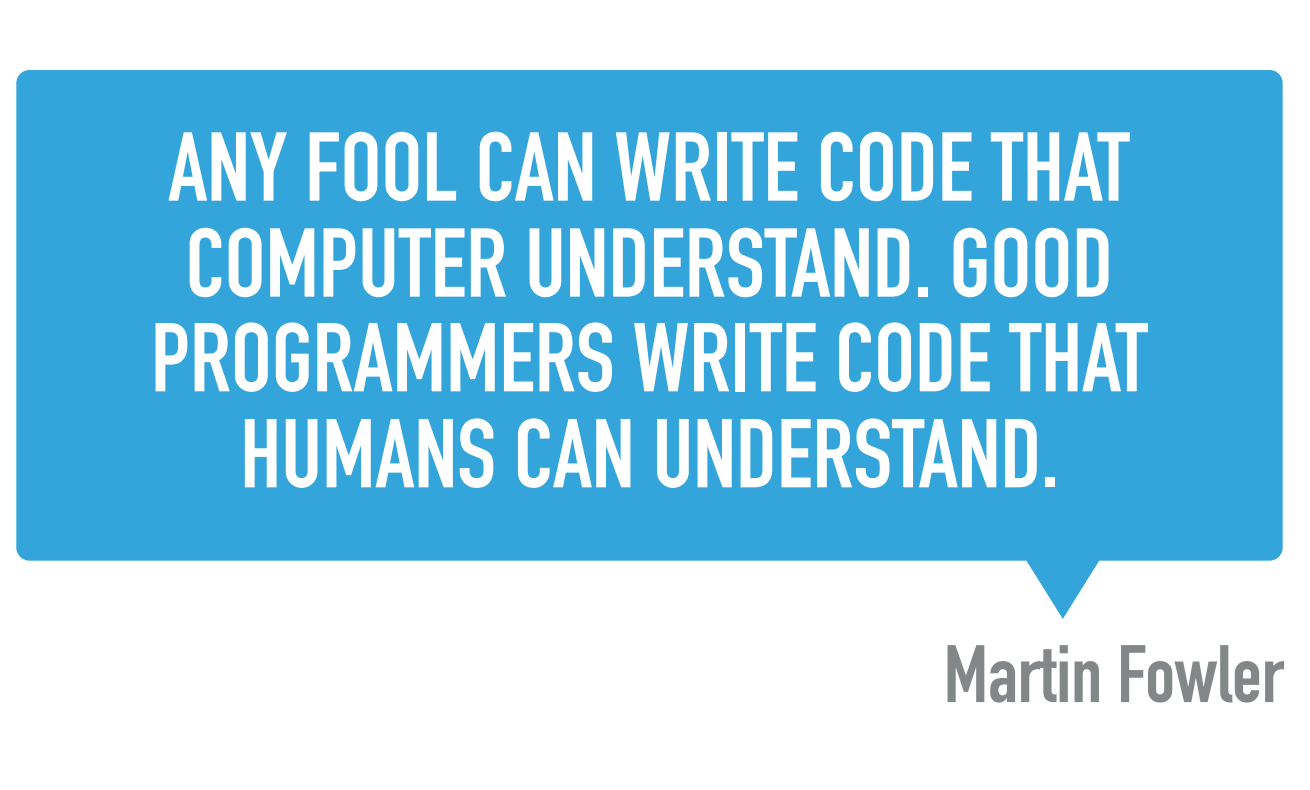 ANY FOOL CAN WRITE CODE THAT
COMPUTER UNDERSTAND. GOOD
PROGRAMMERS WRITE CODE THAT
HUMANS CAN UNDERSTAND.
Martin Fowler